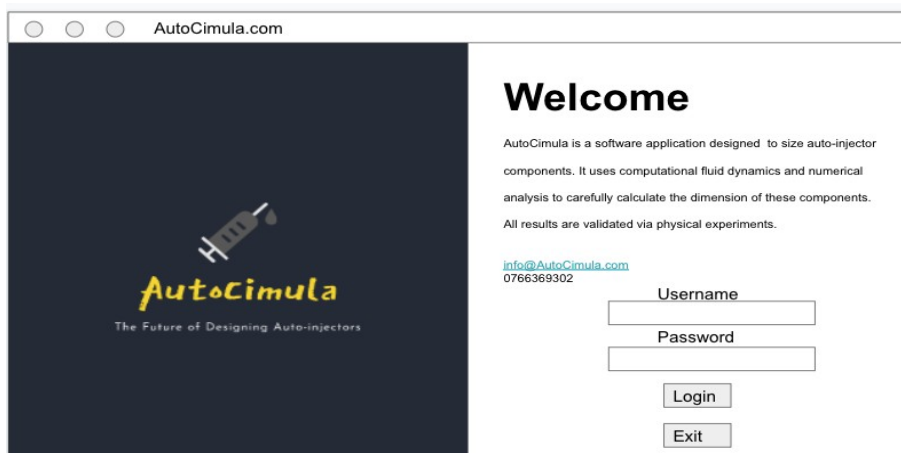 AutoCimula.com
AutoCimula
The Future of Designing Auto-injectors
Welcome
AutoCimula is a software application designed to size auto-injector
components. It uses computational fluid dynamics and numerical
analysis to carefully calculate the dimension of these components.
All results are validated via physical experiments.
info@AutoCimula.com
0766369302
Username
Password
Login
Exit